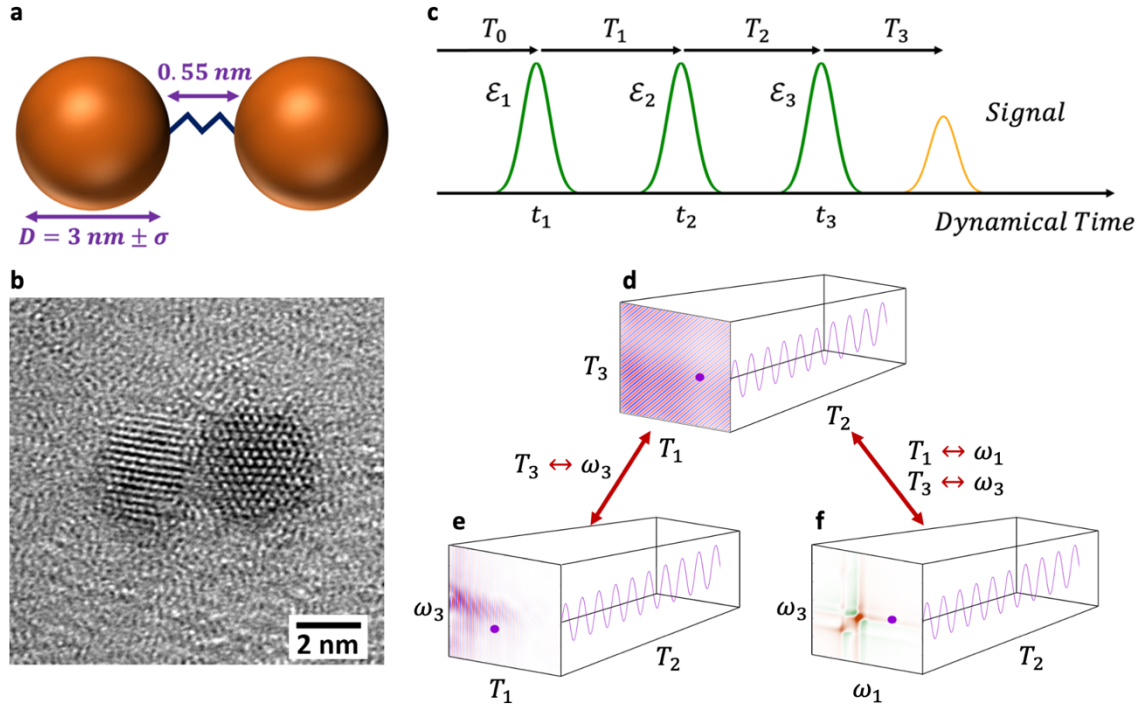 a
0.55 nm
D = 3 nm ± σ
b
2 nm
c
T₀ T₁ T₂ T₃
ℰ₁ ℰ₂ ℰ₃
Signal
t₁ t₂ t₃
Dynamical Time
d
T₃
T₂
T₁
T₃ ↔ ω₃
T₁ ↔ ω₁
T₃ ↔ ω₃
e
ω₃
T₂
T₁
f
ω₃
T₂
ω₁